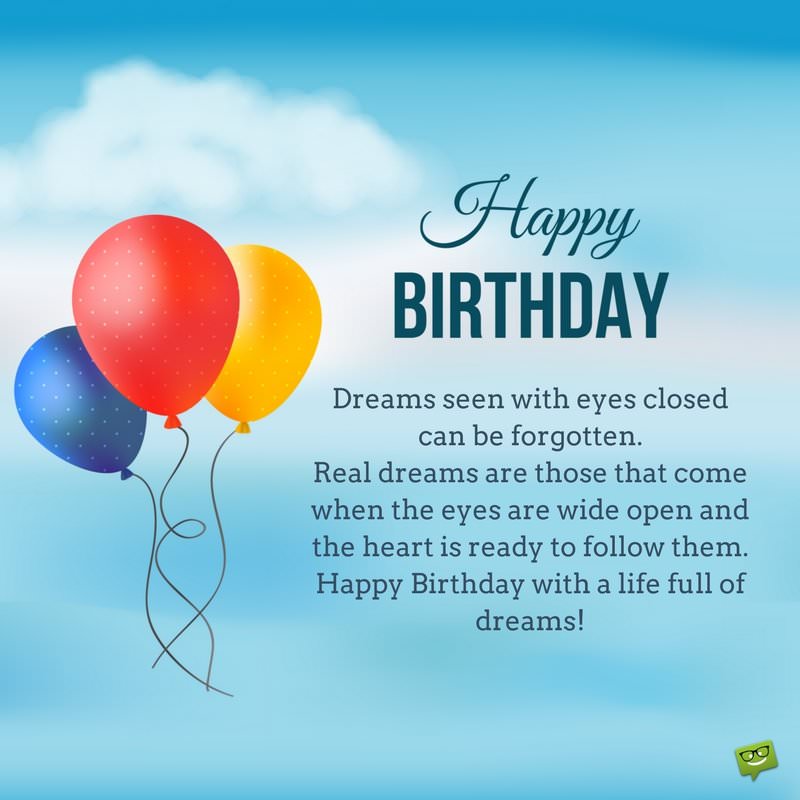 Happy
BIRTHDAY
Dreams seen with eyes closed
can be forgotten.
Real dreams are those that come
when the eyes are wide open and
the heart is ready to follow them.
Happy Birthday with a life full of
dreams!